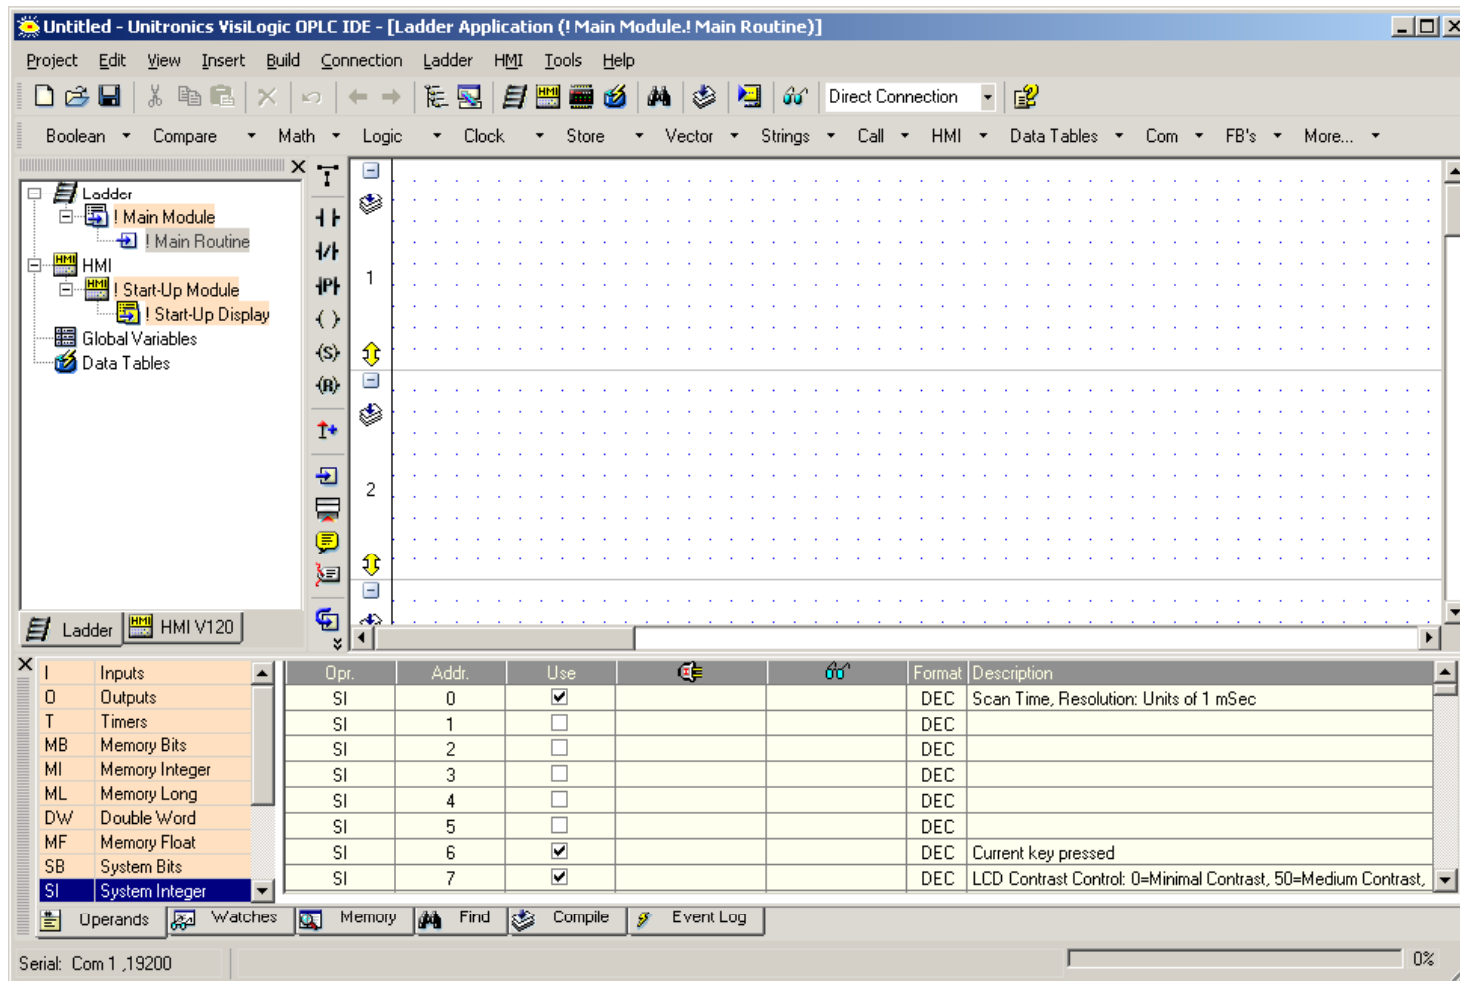 Untitled - Unitronics VisiLogic OPLC IDE - [Ladder Application (! Main Module.! Main Routine)]
Project Edit View Insert Build Connection Ladder HMI Tools Help
HMI Direct Connection
Boolean Compare Math Logic Clock Store Vector Strings Call HMI Data Tables Com FB's More...
Ladder
! Main Module
! Main Routine
HMI HMI
HMI ! Start-Up Module
! Start-Up Display
Global Variables
Data Tables
P
(S)
(R)
1
2
Ladder HMI HMI V120
I Inputs
O Outputs
T Timers
MB Memory Bits
MI Memory Integer
ML Memory Long
DW Double Word
MF Memory Float
SB System Bits
SI System Integer
Opr. Addr. Use Format Description
SI 0 DEC Scan Time, Resolution: Units of 1 mSec
SI 1 DEC
SI 2 DEC
SI 3 DEC
SI 4 DEC
SI 5 DEC
SI 6 DEC Current key pressed
SI 7 DEC LCD Contrast Control: 0=Minimal Contrast, 50=Medium Contrast,
Operands Watches Memory Find Compile Event Log
Serial: Com 1 ,19200 0%